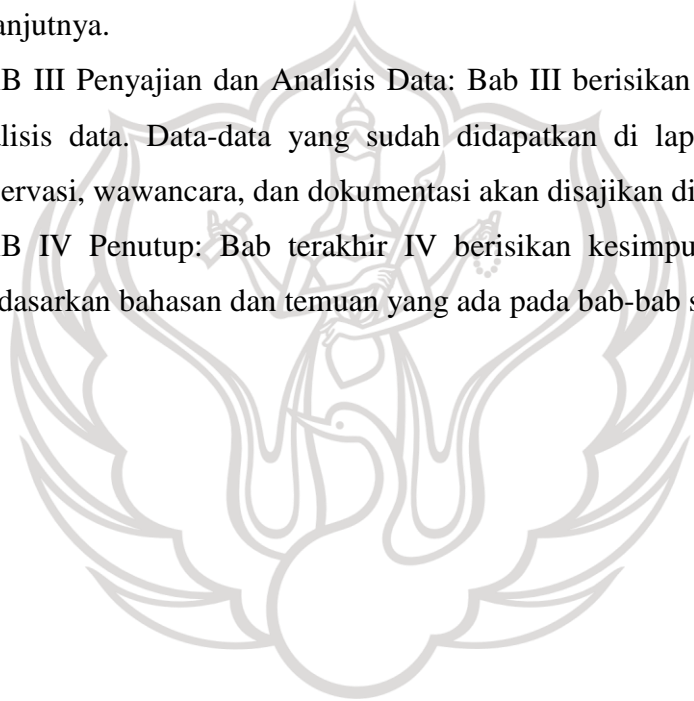 anjutnya.
B III Penyajian dan Analisis Data: Bab III berisikan
alisis data. Data-data yang sudah didapatkan di lap
ervasi, wawancara, dan dokumentasi akan disajikan di
B IV Penutup: Bab terakhir IV berisikan kesimpu
dasarkan bahasan dan temuan yang ada pada bab-bab s